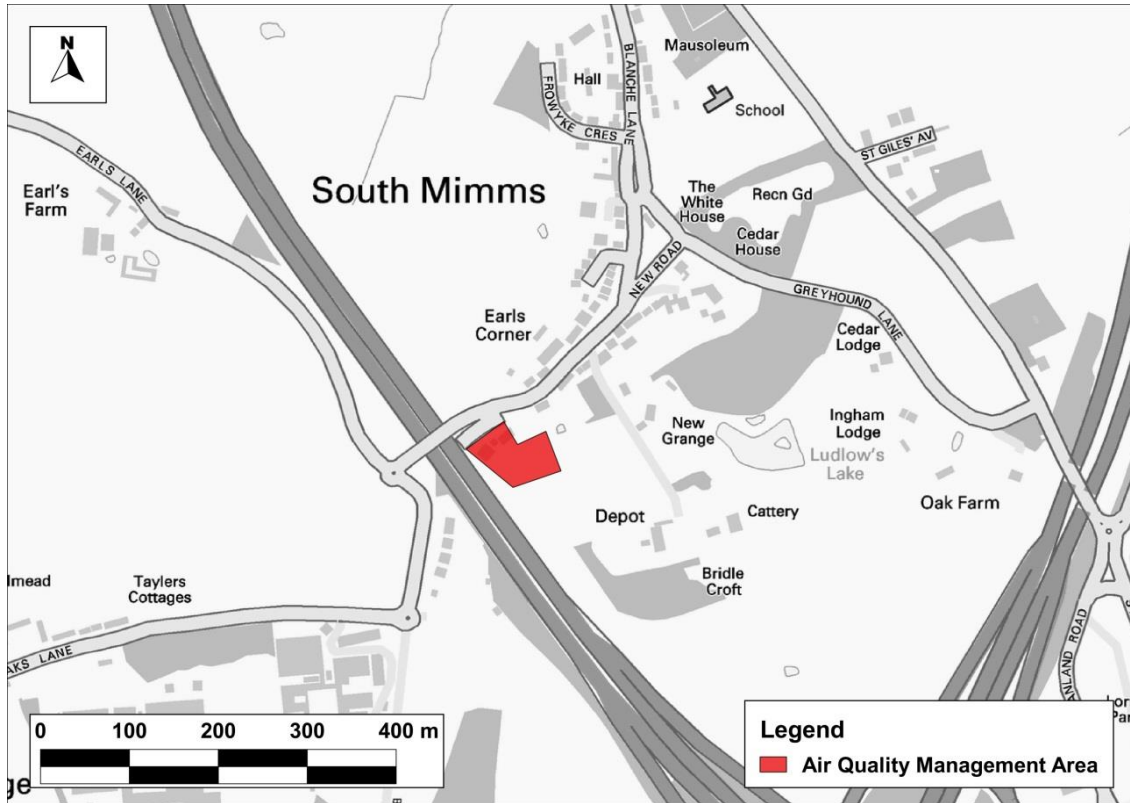 N
Mausoleum
Hall
BLANCHE LANE
FROWYKE CRES
School
ST GILES' AV
EARLS LANE
Earl's
Farm
South Mimms
The
White
House
Recn Gd
Cedar
House
NEW ROAD
GREYHOUND LANE
Earls
Corner
Cedar
Lodge
New
Grange
Ingham
Lodge
Ludlow's
Lake
Depot
Cattery
Oak Farm
Bridle
Croft
lmead
Taylers
Cottages
AKS LANE
ANLAND ROAD
0 100 200 300 400 m
Legend
Air Quality Management Area
ge